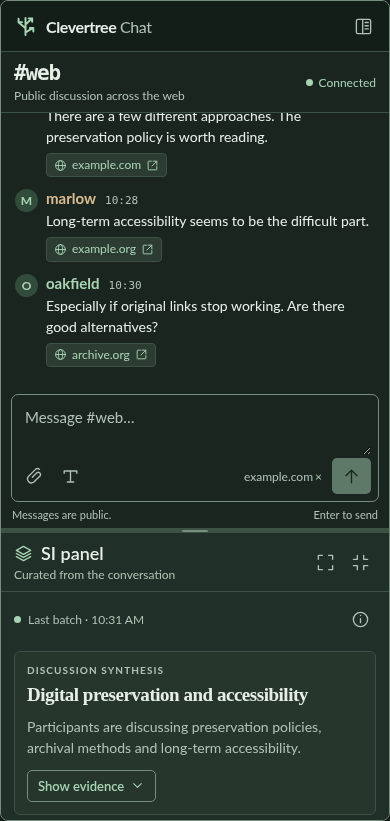 Clevertree Chat
#web
Public discussion across the web
Connected
There are a few different approaches. The
preservation policy is worth reading.
example.com
M
marlow 10:28
Long-term accessibility seems to be the difficult part.
example.org
O
oakfield 10:30
Especially if original links stop working. Are there
good alternatives?
archive.org
Message #web...
example.com ×
Messages are public.
Enter to send
SI panel
Curated from the conversation
Last batch · 10:31 AM
DISCUSSION SYNTHESIS
Digital preservation and accessibility
Participants are discussing preservation policies,
archival methods and long-term accessibility.
Show evidence